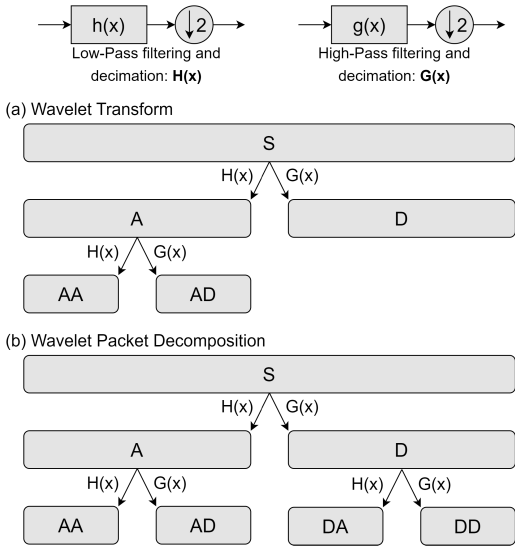 h(x) ↓2
g(x) ↓2
Low-Pass filtering and
decimation: H(x)
High-Pass filtering and
decimation: G(x)
(a) Wavelet Transform
S
H(x) G(x)
A D
H(x) G(x)
AA AD
(b) Wavelet Packet Decomposition
S
H(x) G(x)
A D
H(x) G(x) H(x) G(x)
AA AD DA DD